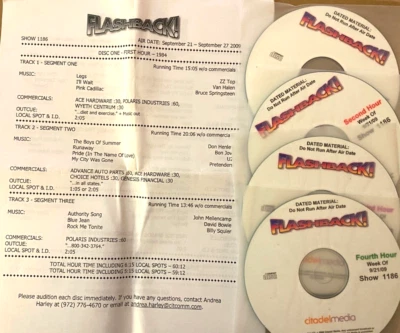 FLASHBACK!
SHOW 1186 AIR DATE: September 21 - September 27 2009
DISC ONE - FIRST HOUR - 1984
TRACK 1 - SEGMENT ONE Running Time 15:05 w/o commercials
MUSIC: Legs ZZ Top
I'll Wait Van Halen
Pink Cadillac Bruce Springsteen
COMMERCIALS: ACE HARDWARE :30, POLARIS INDUSTRIES :60,
WYETH CENTRUM :30
OUTCUE: "...diet and exercise." + music out
LOCAL SPOT & I.D. 2:05
TRACK 2 - SEGMENT TWO Running Time 20:06 w/o commercials
MUSIC: The Boys Of Summer Don Henle
Runaway Bon Jov
Pride (In The Name Of Love) U2
My City Was Gone Pretenders
COMMERCIALS: ADVANCE AUTO PARTS :30, ACE HARDWARE :30,
CHOICE HOTELS :30, GENESIS FINANCIAL :30
OUTCUE: "...in all states."
LOCAL SPOT & I.D. 1:05 or 2:05
TRACK 3 - SEGMENT THREE Running Time 13:46 w/o commercials
MUSIC: Authority Song John Mellencamp
Blue Jean David Bowie
Rock Me Tonite Billy Squier
COMMERCIALS: POLARIS INDUSTRIES :60
OUTCUE: "...800-342-3764."
LOCAL SPOT & I.D. 2:05
TOTAL HOUR TIME INCLUDING 6:15 LOCAL SPOTS – 60:12
TOTAL HOUR TIME INCLUDING 5:15 LOCAL SPOTS – 59:12
Please audition each disc immediately. If you have any questions, contact Andrea
Harley at (972) 776-4670 or email at andrea.harley@citcomm.com.
DATED MATERIAL:
Do Not Run After Air Date
FLASHBACK!
DATED MATERIAL:
Do Not Run After Air Date
FLASHBACK!
Second Hour
Week Of
9/21/09
1186
DATED MATERIAL:
Do Not Run After Air Date
FLASHBACK!
Hour
DATED MATERIAL:
Do Not Run After Air Date
FLASHBACK!
Fourth Hour
Week Of
9/21/09
Show 1186
citadelmedia